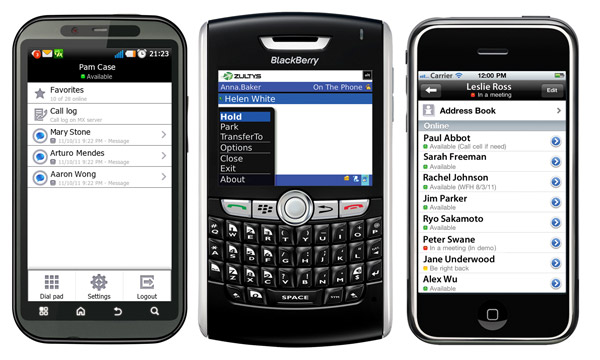 21:23
Pam Case
Available
Favorites
10 of 26 online
Call log
Call log on MX server
Mary Stone
11/10/11 9:22 PM - Message
Arturo Mendes
11/10/11 9:22 PM - Message
Aaron Wong
11/10/11 9:22 PM - Message
Dial pad
Settings
Logout
BlackBerry
ZULTYS
Anna.Baker
On The Phone
Helen White
Hold
Park
TransferTo
Options
Close
Exit
About
SPACE
Carrier
12:00 PM
Leslie Ross
In a meeting
Edit
Address Book
Online
Paul Abbot
Available (Call cell if need)
Sarah Freeman
Available
Rachel Johnson
Available (WFH 8/3/11)
Jim Parker
Available
Ryo Sakamoto
Available
Peter Swane
In a meeting (In demo)
Jane Underwood
Be right back
Alex Wu
Available